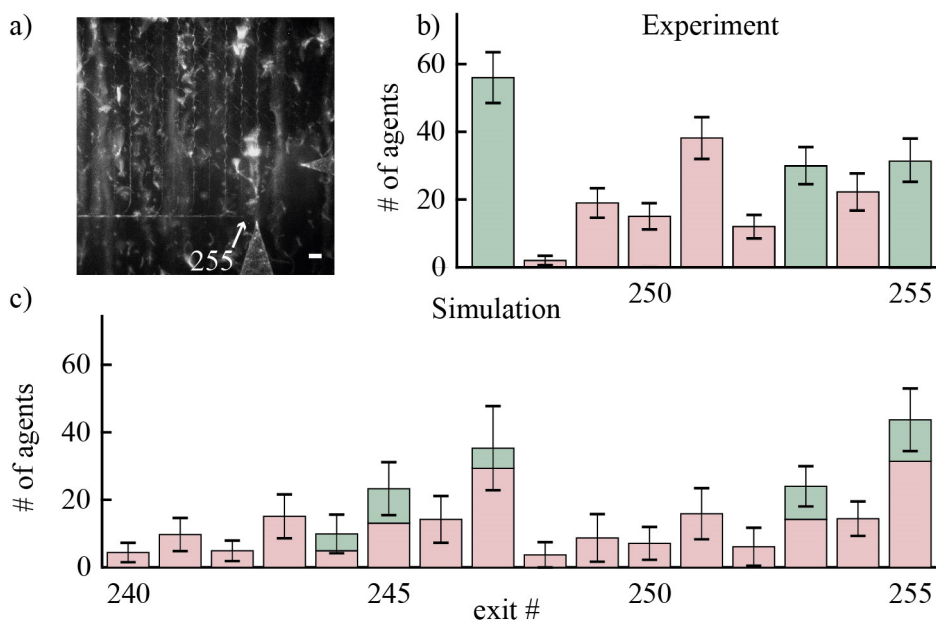 a)
255
b)
Experiment
# of agents
60
40
20
0
250
255
c)
Simulation
# of agents
60
40
20
0
240
245
250
255
exit #